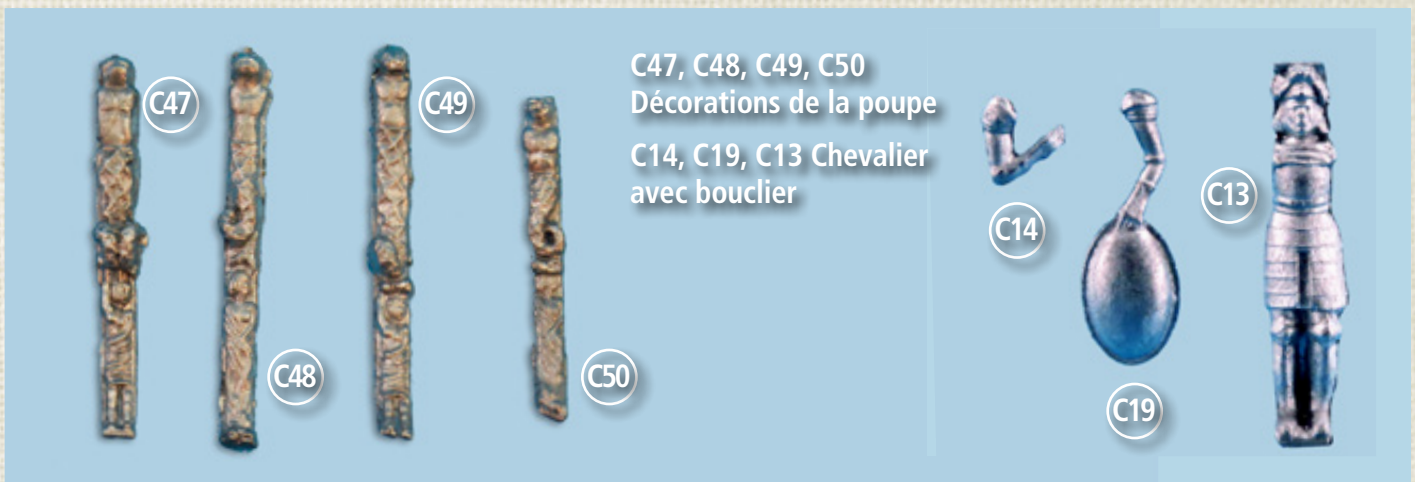 C47
C48
C49
C50
C47, C48, C49, C50
Décorations de la poupe
C14, C19, C13 Chevalier
avec bouclier
C14
C19
C13